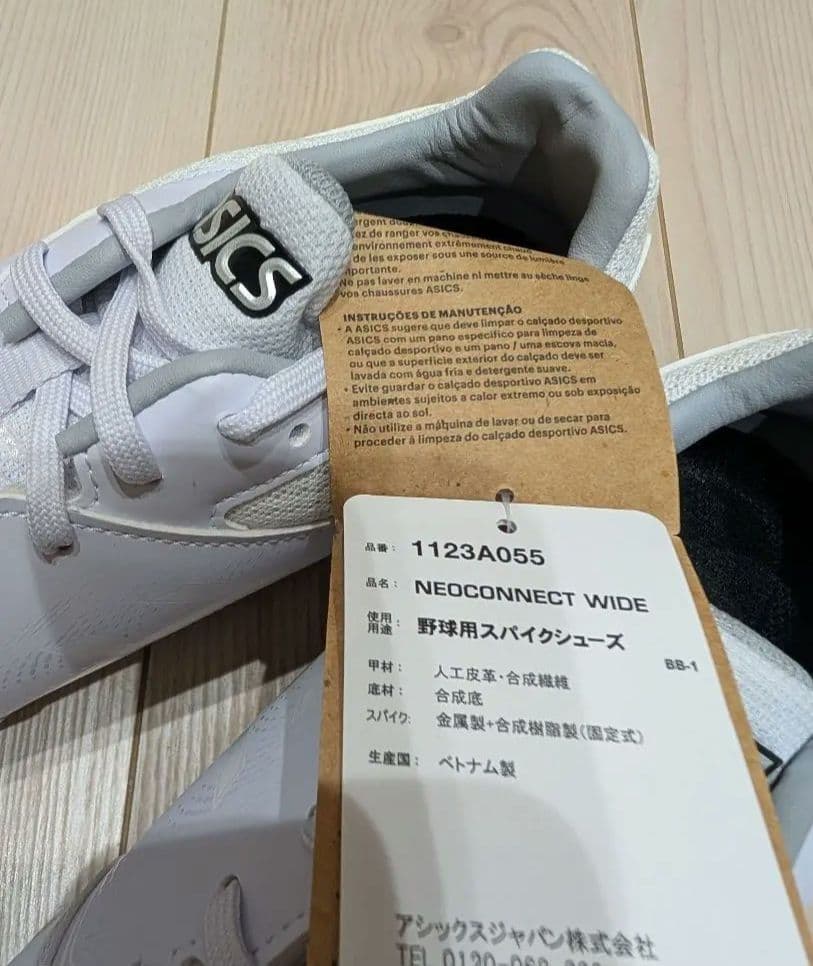 ASICS
ez de ranger vos
environnement extrêmement chaud
de les exposer sous une source de lumière
importante.
Ne pas laver en machine ni mettre au sèche linge
vos chaussures ASICS.
INSTRUÇÕES DE MANUTENÇÃO
• A ASICS sugere que deve limpar o calçado desportivo
ASICS com um pano específico para limpeza de
calçado desportivo e um pano / uma escova macia,
ou que a superfície exterior do calçado deve ser
lavada com água fria e detergente suave.
• Evite guardar o calçado desportivo ASICS em
ambientes sujeitos a calor extremo ou sob exposição
directa ao sol.
• Não utilize a máquina de lavar ou de secar para
proceder à limpeza do calçado desportivo ASICS.
品番: 1123A055
品名: NEOCONNECT WIDE
使用用途: 野球用スパイクシューズ
BB-1
甲材: 人工皮革・合成繊維
底材: 合成底
スパイク: 金属製+合成樹脂製(固定式)
生産国: ベトナム製
アシックスジャパン株式会社
TEL 0120-068-